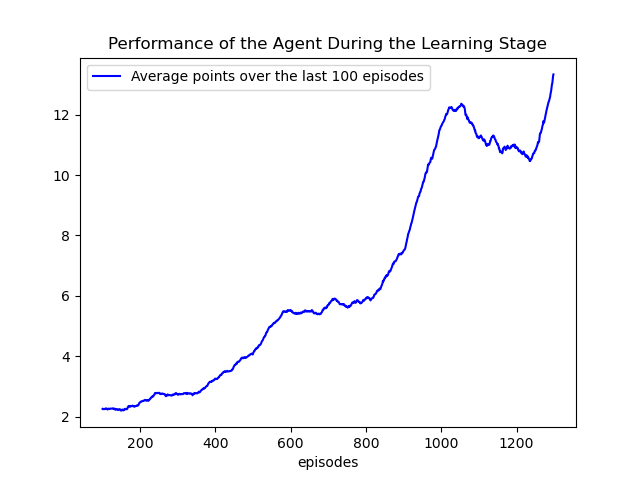 Performance of the Agent During the Learning Stage
Average points over the last 100 episodes
12
10
8
6
4
2
200 400 600 800 1000 1200
episodes